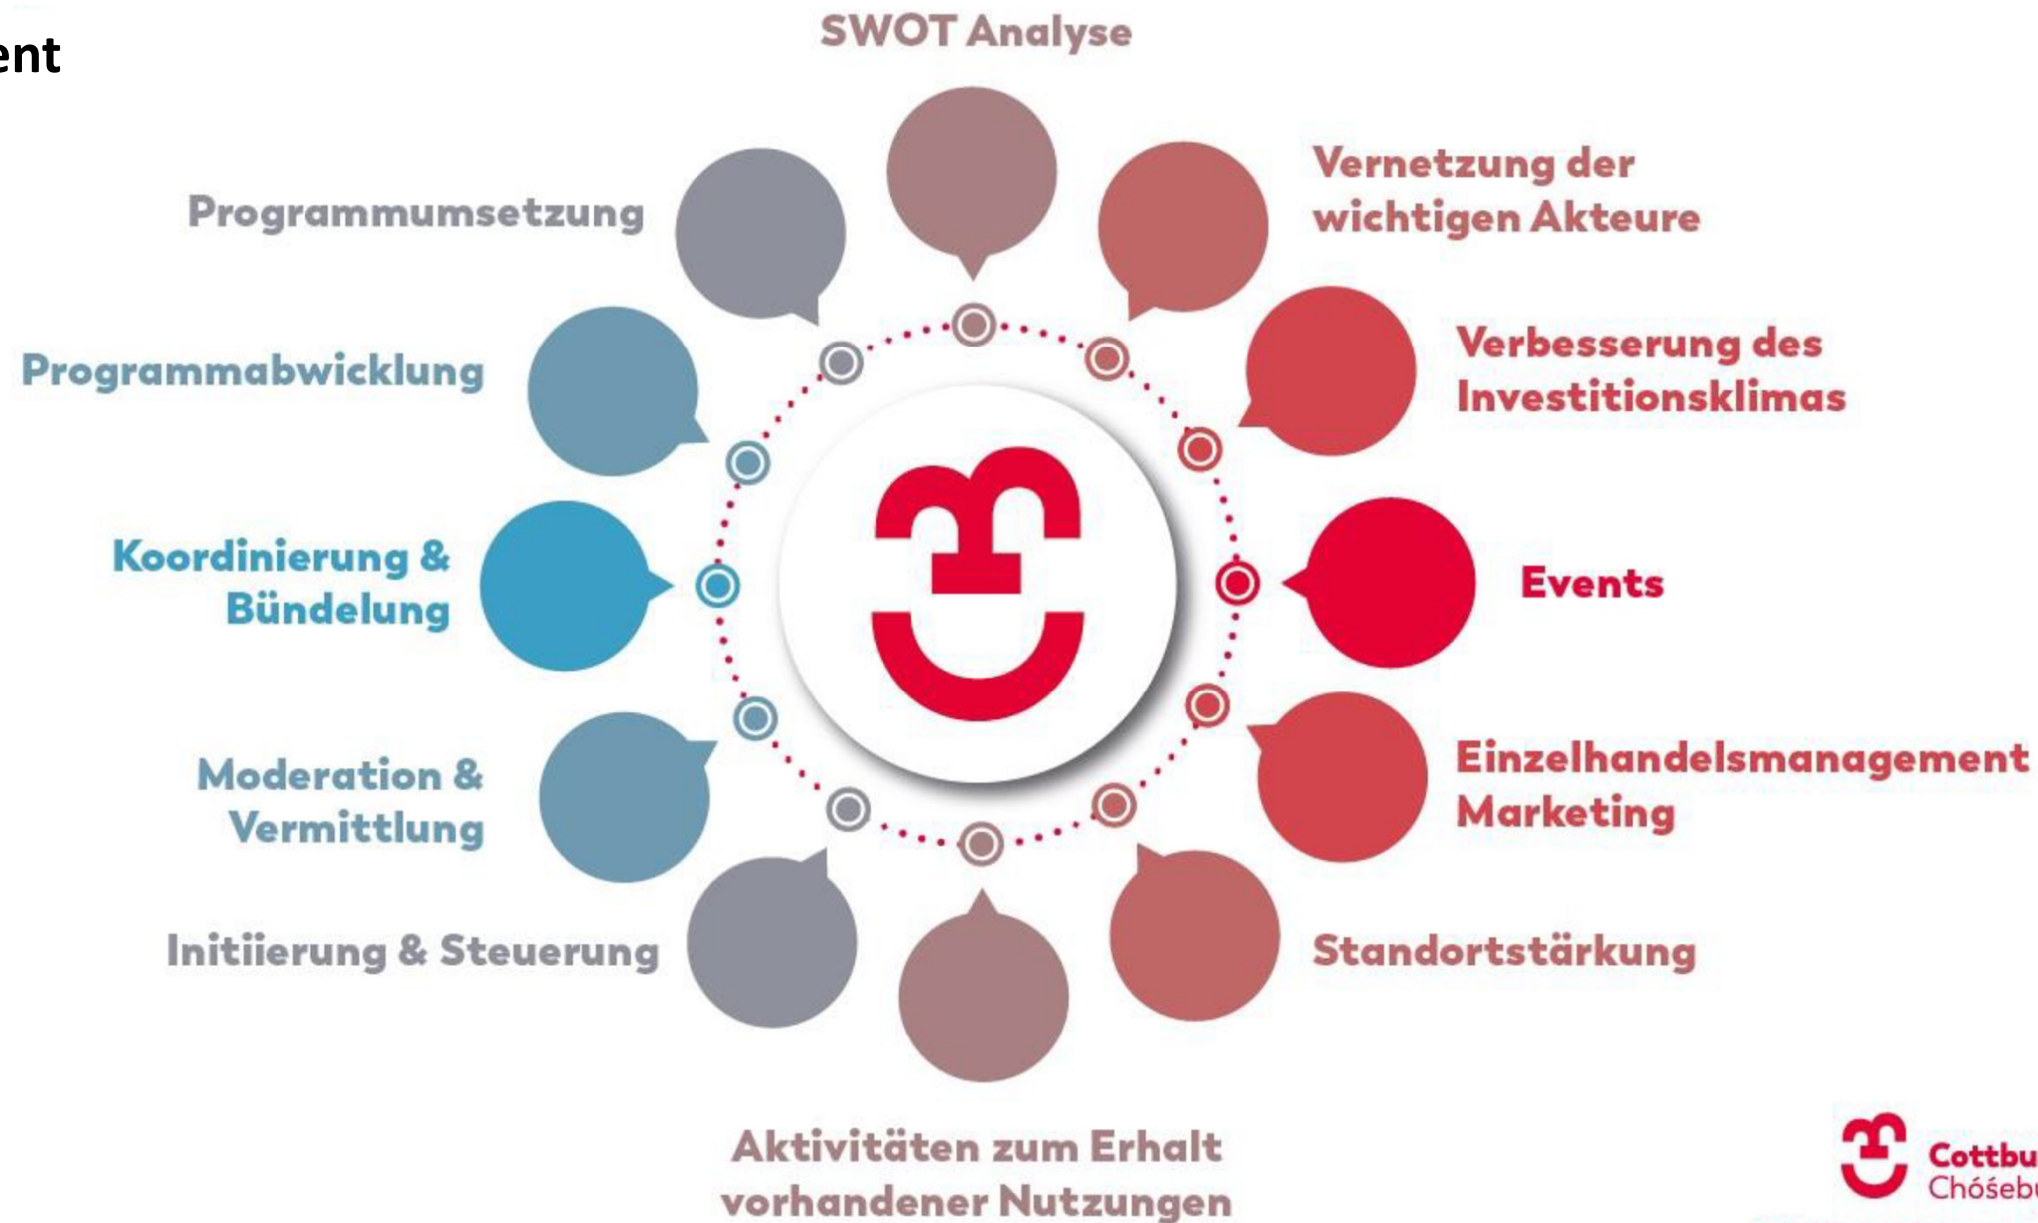 ent
SWOT Analyse
Vernetzung der
wichtigen Akteure
Verbesserung des
Investitionsklimas
Events
Einzelhandelsmanagement
Marketing
Standortstärkung
Aktivitäten zum Erhalt
vorhandener Nutzungen
Initiierung & Steuerung
Moderation &
Vermittlung
Koordinierung &
Bündelung
Programmabwicklung
Programmumsetzung
Cottbu
Chóśebu